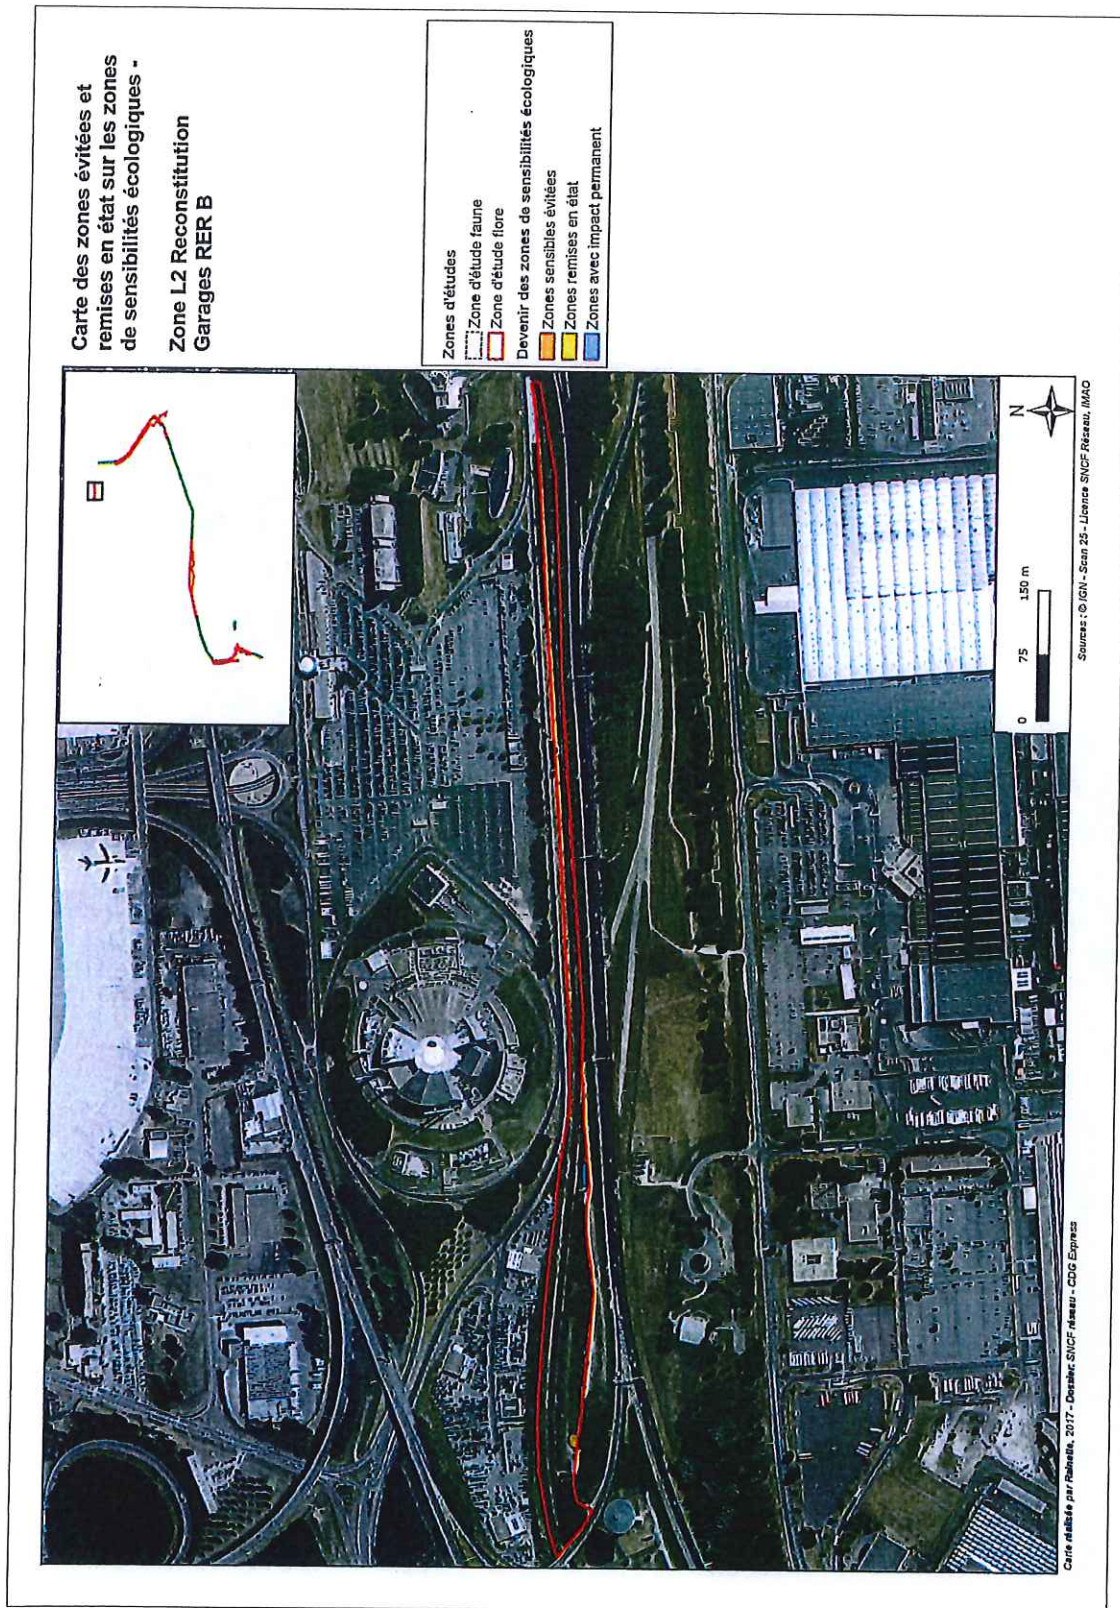 Carte des zones évitées et
remises en état sur les zones
de sensibilités écologiques -
Zone L2 Reconstitution
Garages RER B
Zones d'études
Zone d'étude faune
Zone d'étude flore
Devenir des zones de sensibilités écologiques
Zones sensibles évitées
Zones remises en état
Zones avec impact permanent
N
0 75 150 m
Sources : © IGN - Scan 25 - Licence SNCF Réseau, IMAO
Carte réalisée par Rainette, 2017 - Dossier: SNCF réseau - CDG Express